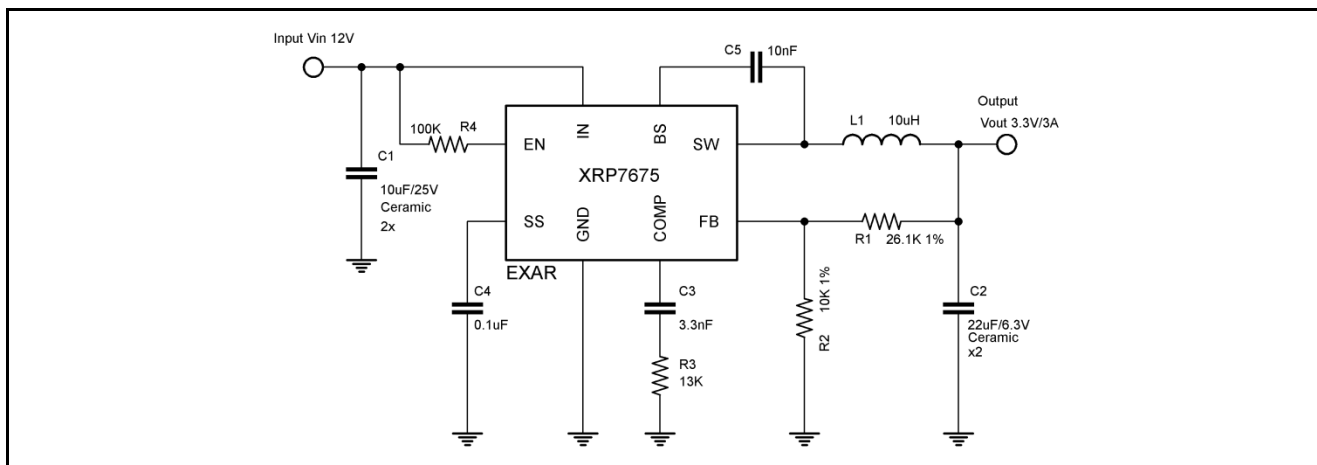 Input Vin 12V
C5
10nF
Output
Vout 3.3V/3A
L1
10uH
100K
R4
EN
IN
BS
SW
C1
10uF/25V
Ceramic
2x
XRP7675
SS
GND
COMP
FB
R1
26.1K 1%
EXAR
C4
0.1uF
C3
3.3nF
10K 1%
R2
C2
22uF/6.3V
Ceramic
x2
R3
13K